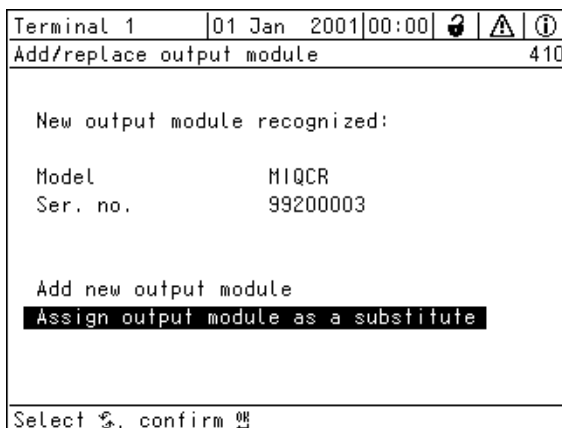 Terminal 1 01 Jan 2001 00:00
Add/replace output module 410
New output module recognized:
Model MIQCR
Ser. no. 99200003
Add new output module
Assign output module as a substitute
Select , confirm OK